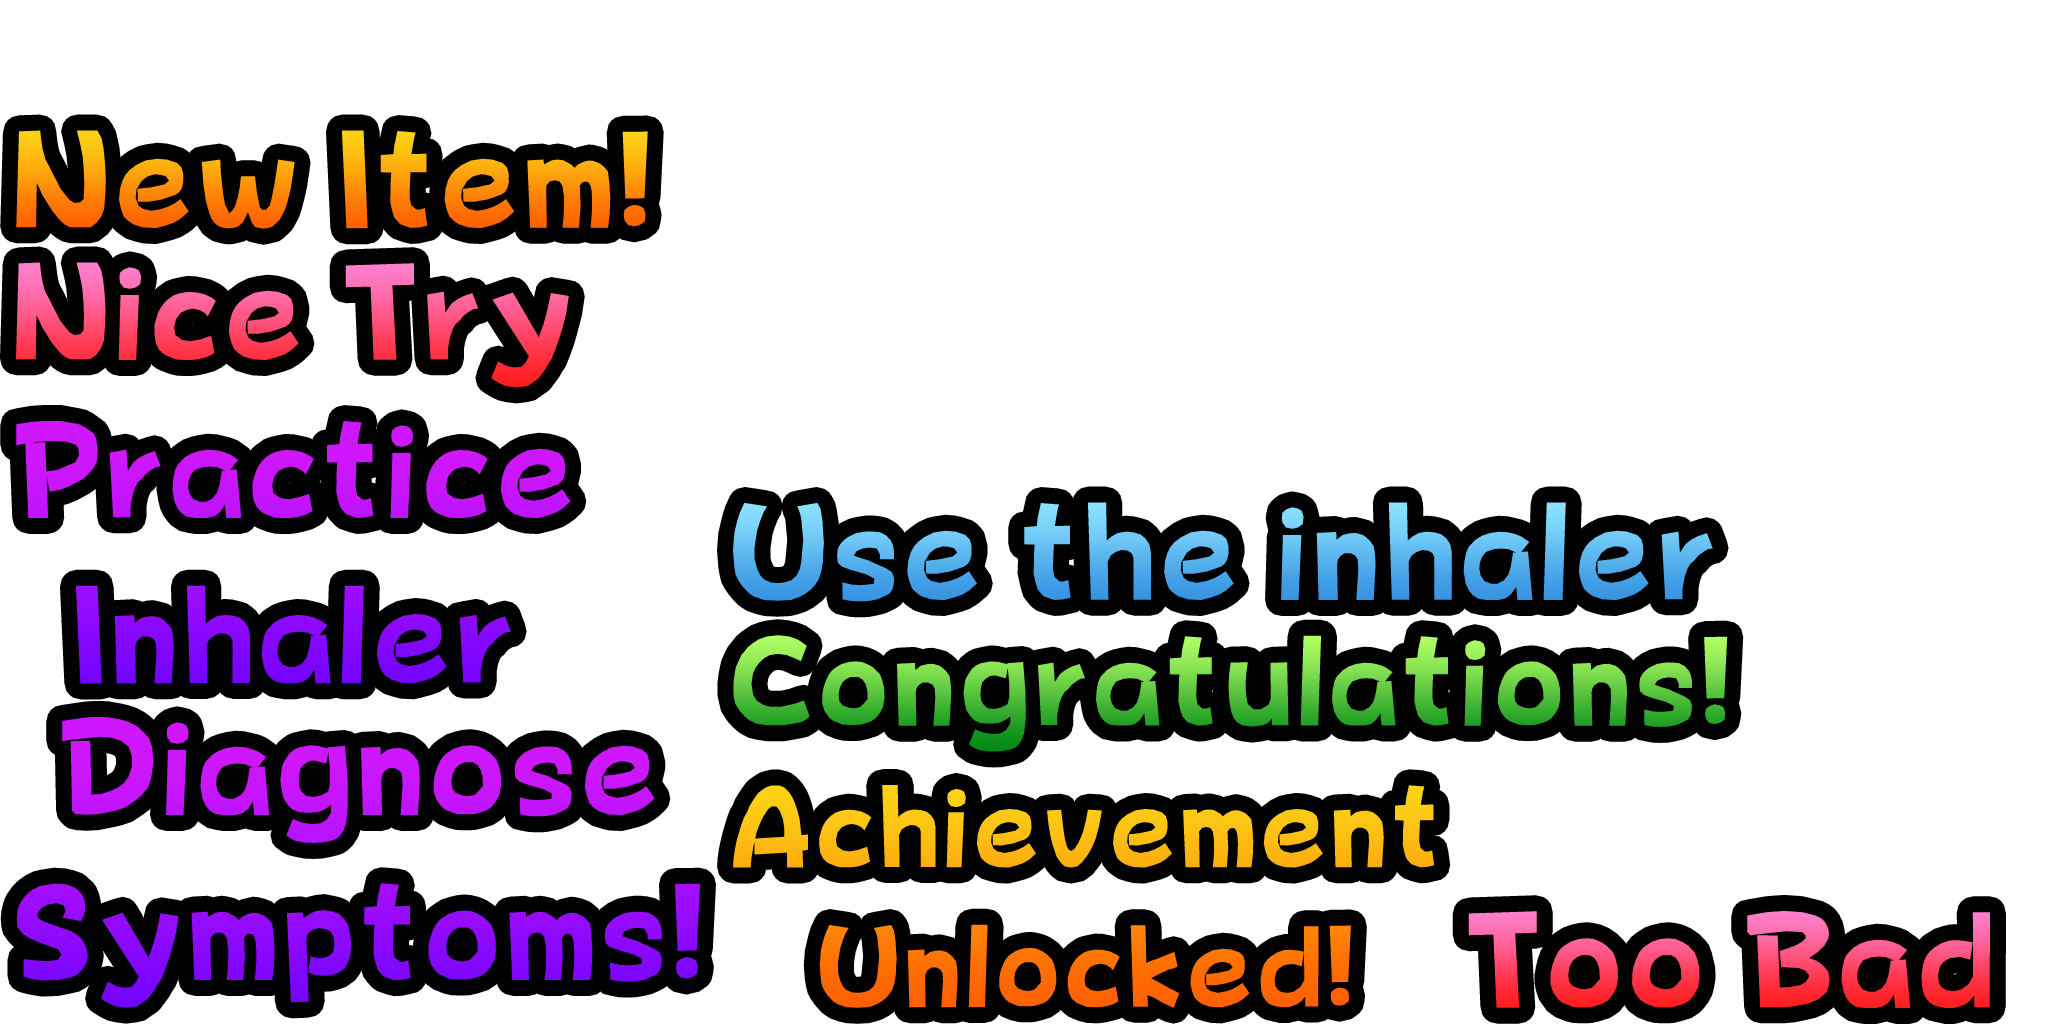 New Item!
Nice Try
Practice
Inhaler
Diagnose
Symptoms!
Use the inhaler
Congratulations!
Achievement
Unlocked!
Too Bad